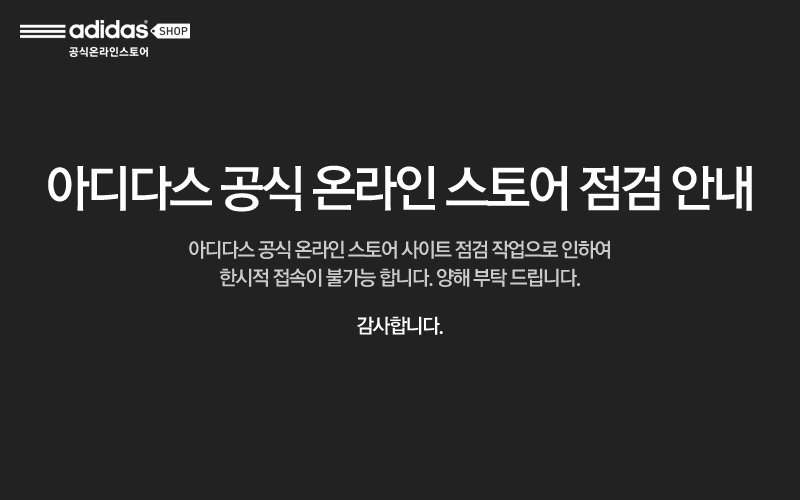 adidas SHOP
공식온라인스토어
아디다스 공식 온라인 스토어 점검 안내
아디다스 공식 온라인 스토어 사이트 점검 작업으로 인하여
한시적 접속이 불가능 합니다. 양해 부탁 드립니다.
감사합니다.